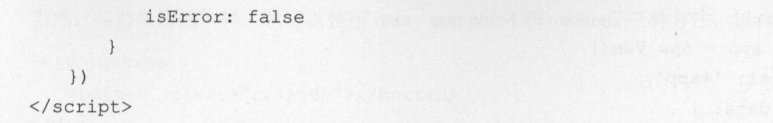 isError: false
        }
    })
</script>